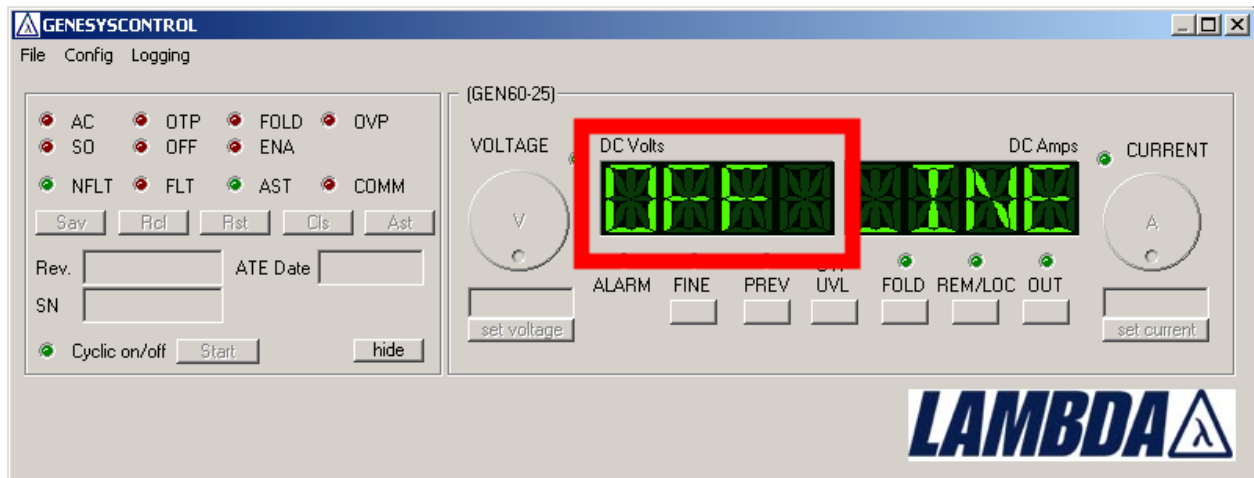 GENESYSCONTROL
File Config Logging
(GEN60-25)
AC OTP FOLD OVP
SO OFF ENA
NFLT FLT AST COMM
Sav Rcl Rst Cls Ast
Rev. ATE Date
SN
Cyclic on/off Start hide
VOLTAGE DC Volts DC Amps CURRENT
V OFF LINE A
ALARM FINE PREV UVL FOLD REM/LOC OUT
set voltage set current
LAMBDA λ